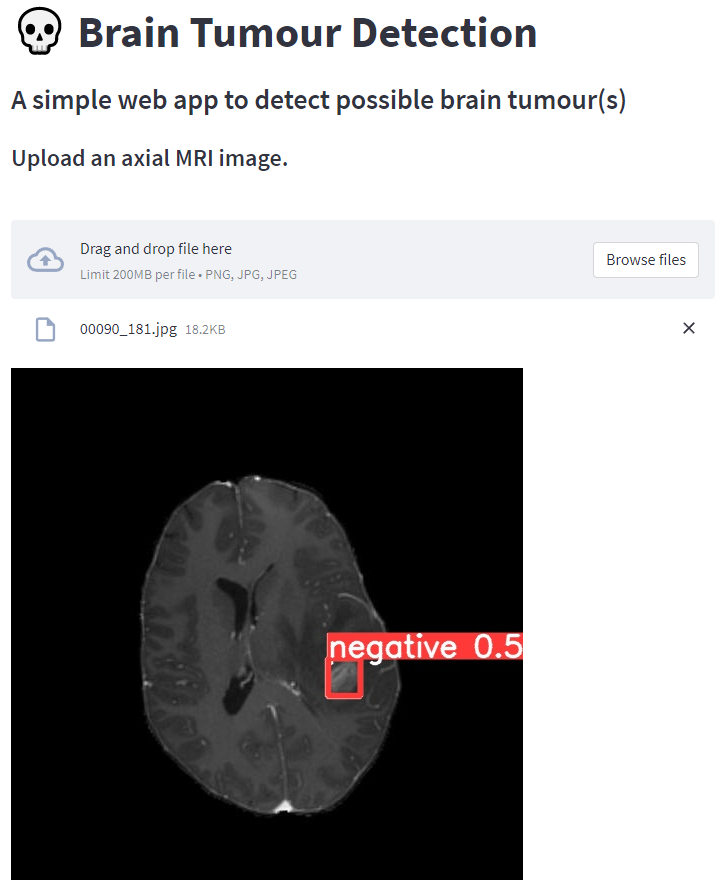 Brain Tumour Detection
A simple web app to detect possible brain tumour(s)
Upload an axial MRI image.
Drag and drop file here
Limit 200MB per file • PNG, JPG, JPEG
Browse files
00090_181.jpg 18.2KB
negative 0.5